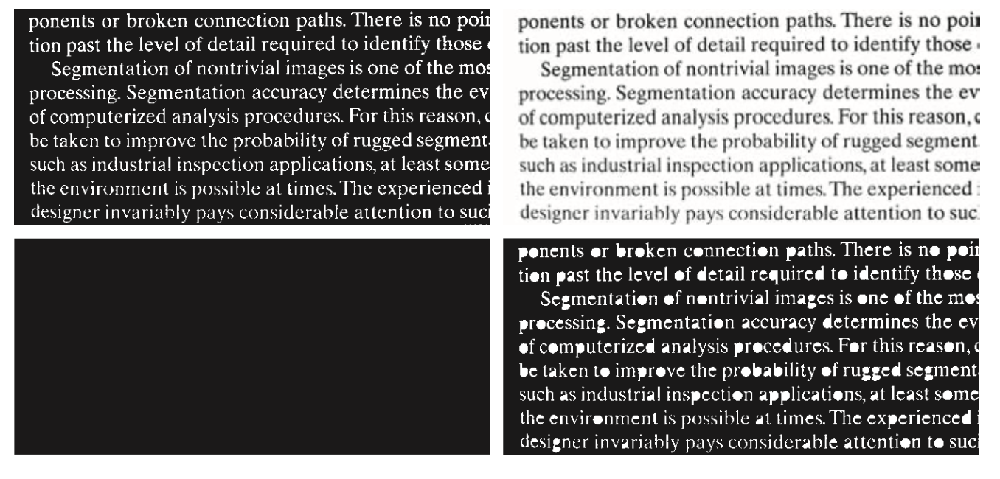 ponents or broken connection paths. There is no poi
tion past the level of detail required to identify those
Segmentation of nontrivial images is one of the mos
processing. Segmentation accuracy determines the ev
of computerized analysis procedures. For this reason, c
be taken to improve the probability of rugged segment
such as industrial inspection applications, at least some
the environment is possible at times. The experienced
designer invariably pays considerable attention to suc
ponents or broken connection paths. There is no poi
tion past the level of detail required to identify those
Segmentation of nontrivial images is one of the mos
processing. Segmentation accuracy determines the ev
of computerized analysis procedures. For this reason, c
be taken to improve the probability of rugged segment
such as industrial inspection applications, at least some
the environment is possible at times. The experienced
designer invariably pays considerable attention to suc
ponents or broken connection paths. There is no poi
tion past the level of detail required to identify those
Segmentation of nontrivial images is one of the mos
processing. Segmentation accuracy determines the ev
of computerized analysis procedures. For this reason, c
be taken to improve the probability of rugged segment
such as industrial inspection applications, at least some
the environment is possible at times. The experienced
designer invariably pays considerable attention to suc